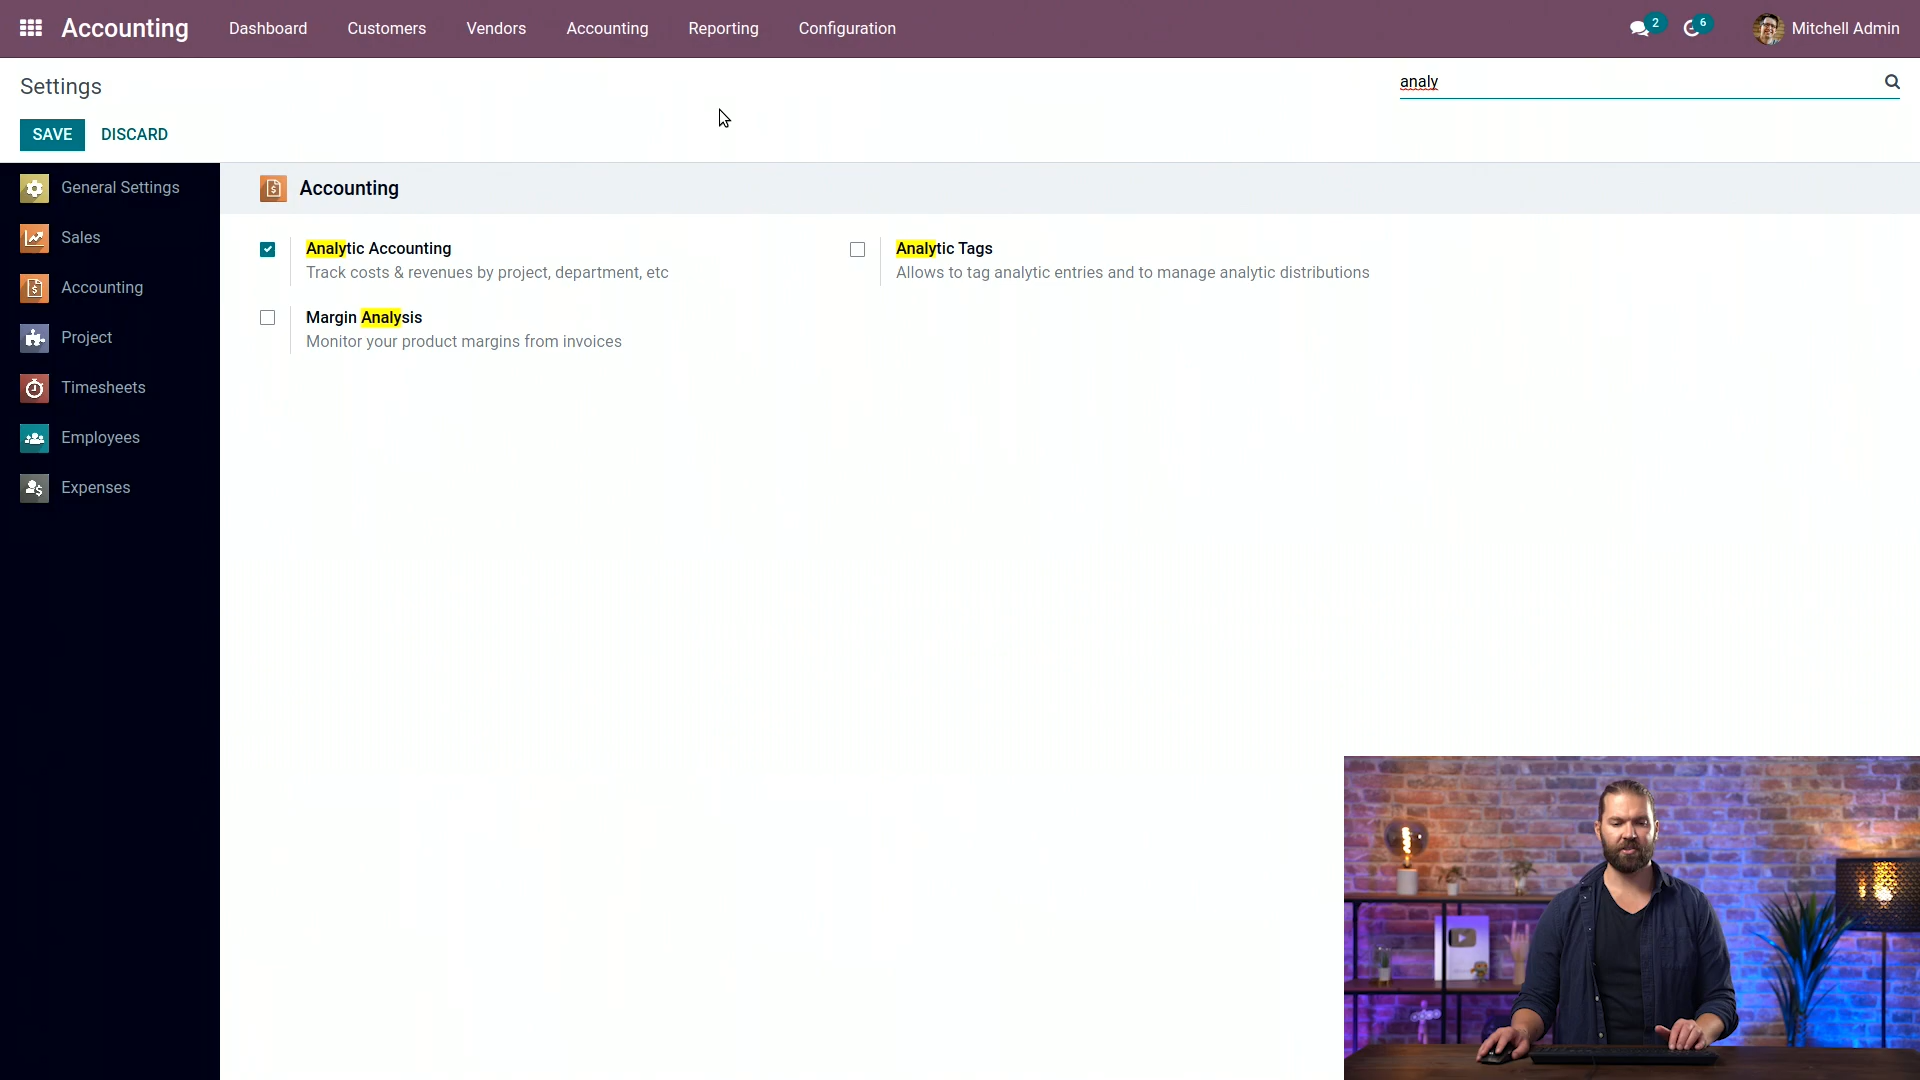 Accounting Dashboard Customers Vendors Accounting Reporting Configuration 2 6 Mitchell Admin
Settings analy
SAVE DISCARD
General Settings
Sales
Accounting
Project
Timesheets
Employees
Expenses
Accounting
Analytic Accounting
Track costs & revenues by project, department, etc
Analytic Tags
Allows to tag analytic entries and to manage analytic distributions
Margin Analysis
Monitor your product margins from invoices